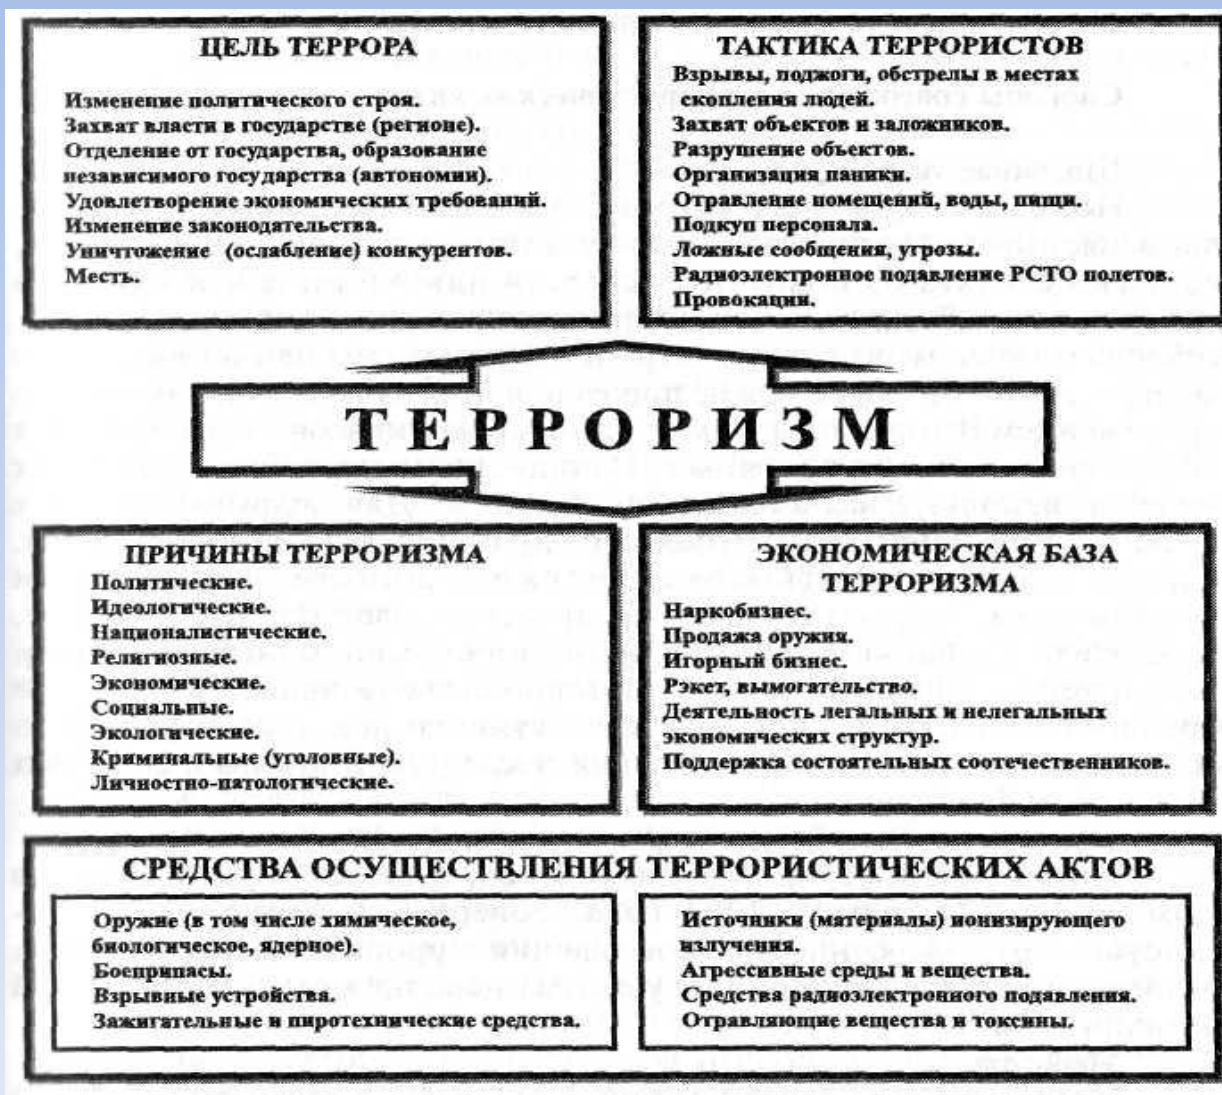 ЦЕЛЬ ТЕРРОРА
Изменение политического строя.
Захват власти в государстве (регионе).
Отделение от государства, образование
независимого государства (автономии).
Удовлетворение экономических требований.
Изменение законодательства.
Уничтожение (ослабление) конкурентов.
Месть.
ТАКТИКА ТЕРРОРИСТОВ
Взрывы, поджоги, обстрелы в местах
скопления людей.
Захват объектов и заложников.
Разрушение объектов.
Организация паники.
Отравление помещений, воды, пищи.
Подкуп персонала.
Ложные сообщения, угрозы.
Радиоэлектронное подавление РСТО полетов.
Провокации.
ТЕРРОРИЗМ
ПРИЧИНЫ ТЕРРОРИЗМА
Политические.
Идеологические.
Националистические.
Религиозные.
Экономические.
Социальные.
Экологические.
Криминальные (уголовные).
Личностно-патологические.
ЭКОНОМИЧЕСКАЯ БАЗА
ТЕРРОРИЗМА
Наркобизнес.
Продажа оружия.
Игорный бизнес.
Рэкет, вымогательство.
Деятельность легальных и нелегальных
экономических структур.
Поддержка состоятельных соотечественников.
СРЕДСТВА ОСУЩЕСТВЛЕНИЯ ТЕРРОРИСТИЧЕСКИХ АКТОВ
Оружие (в том числе химическое,
биологическое, ядерное).
Боеприпасы.
Взрывные устройства.
Зажигательные и пиротехнические средства.
Источники (материалы) ионизирующего
излучения.
Агрессивные среды и вещества.
Средства радиоэлектронного подавления.
Отравляющие вещества и токсины.